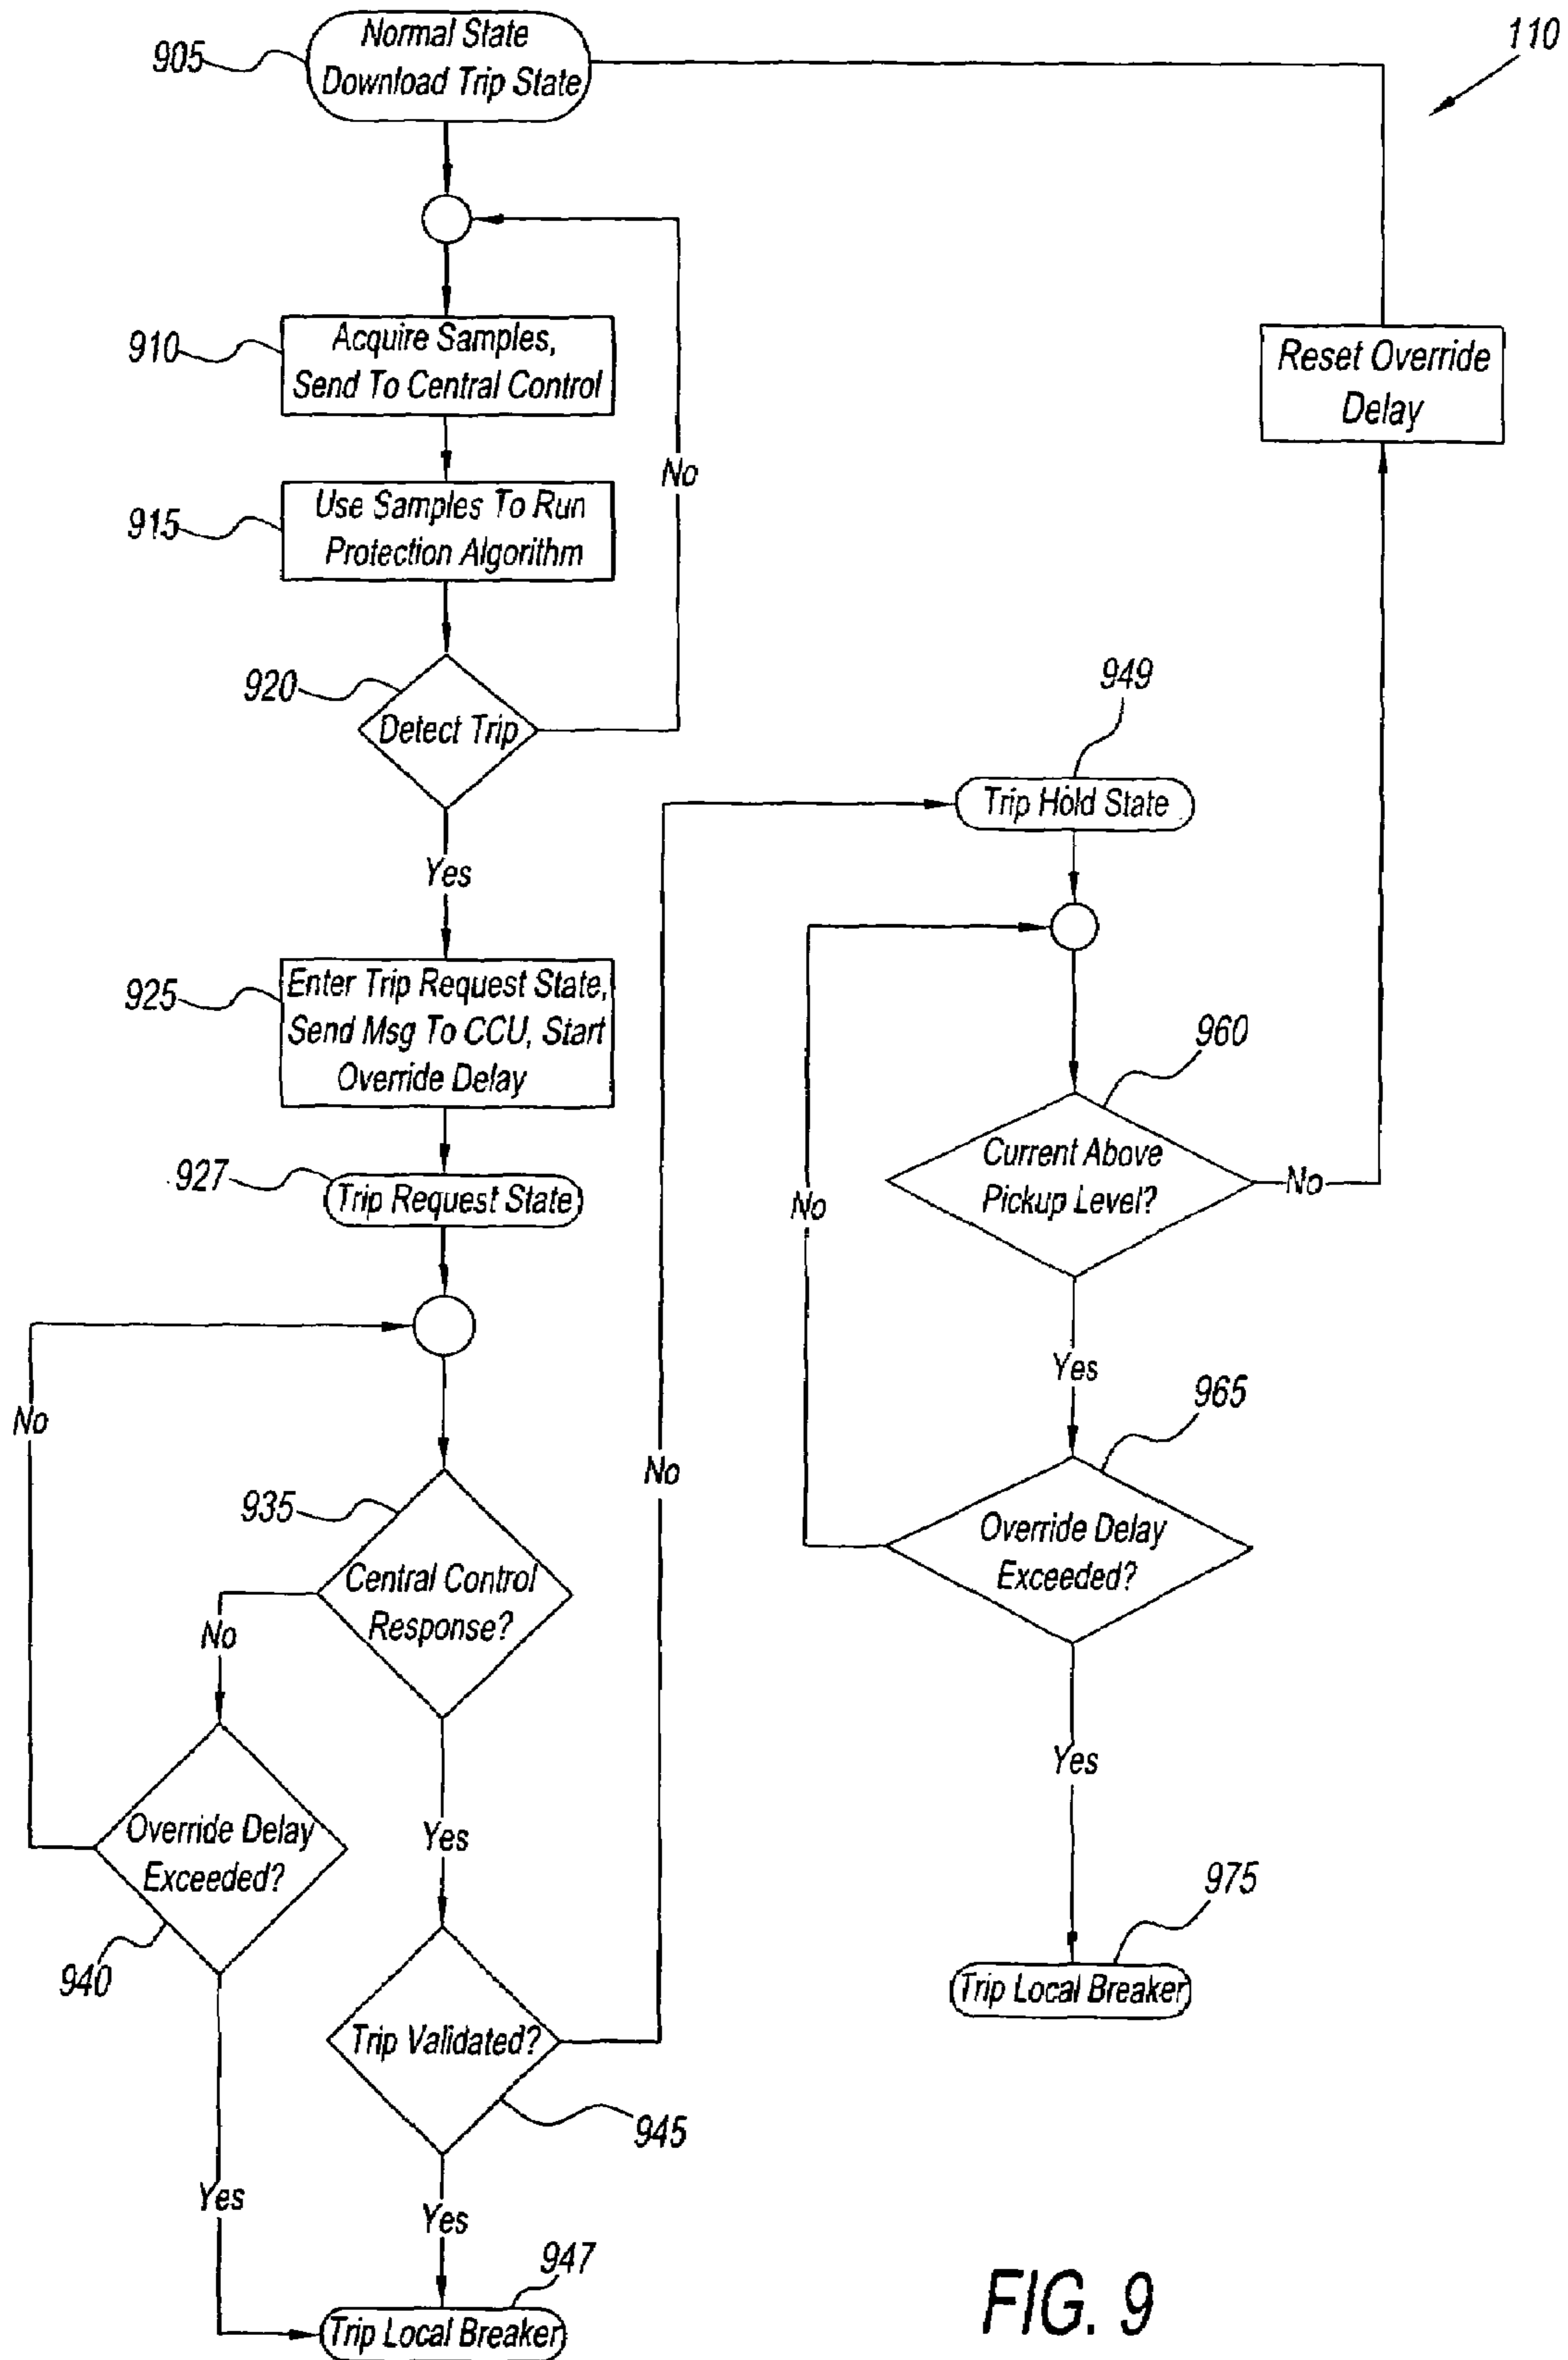 110
905
Normal State
Download Trip State
910
Acquire Samples,
Send To Central Control
No
915
Use Samples To Run
Protection Algorithm
920
Detect Trip
Yes
925
Enter Trip Request State,
Send Msg To CCU, Start
Override Delay
927
Trip Request State
No
935
Central Control
Response?
No
940
Override Delay
Exceeded?
Yes
Yes
945
Trip Validated?
No
Yes
947
Trip Local Breaker
949
Trip Hold State
960
Current Above
Pickup Level?
No
Reset Override
Delay
Yes
965
Override Delay
Exceeded?
No
Yes
975
Trip Local Breaker
FIG. 9